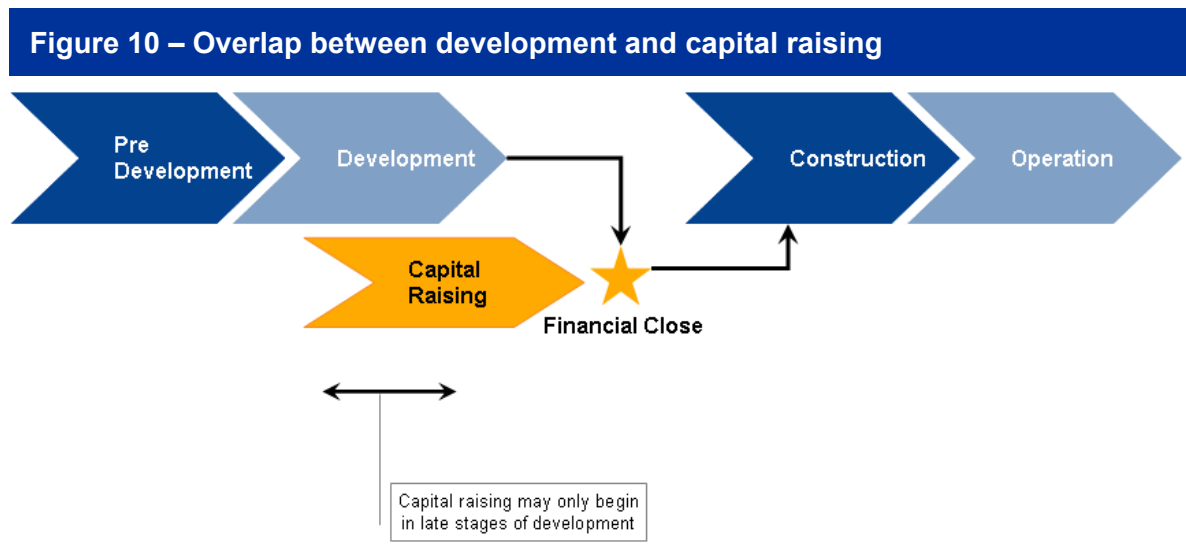 Figure 10 – Overlap between development and capital raising
Pre
Development
Development
Construction
Operation
Capital
Raising
Financial Close
Capital raising may only begin
in late stages of development